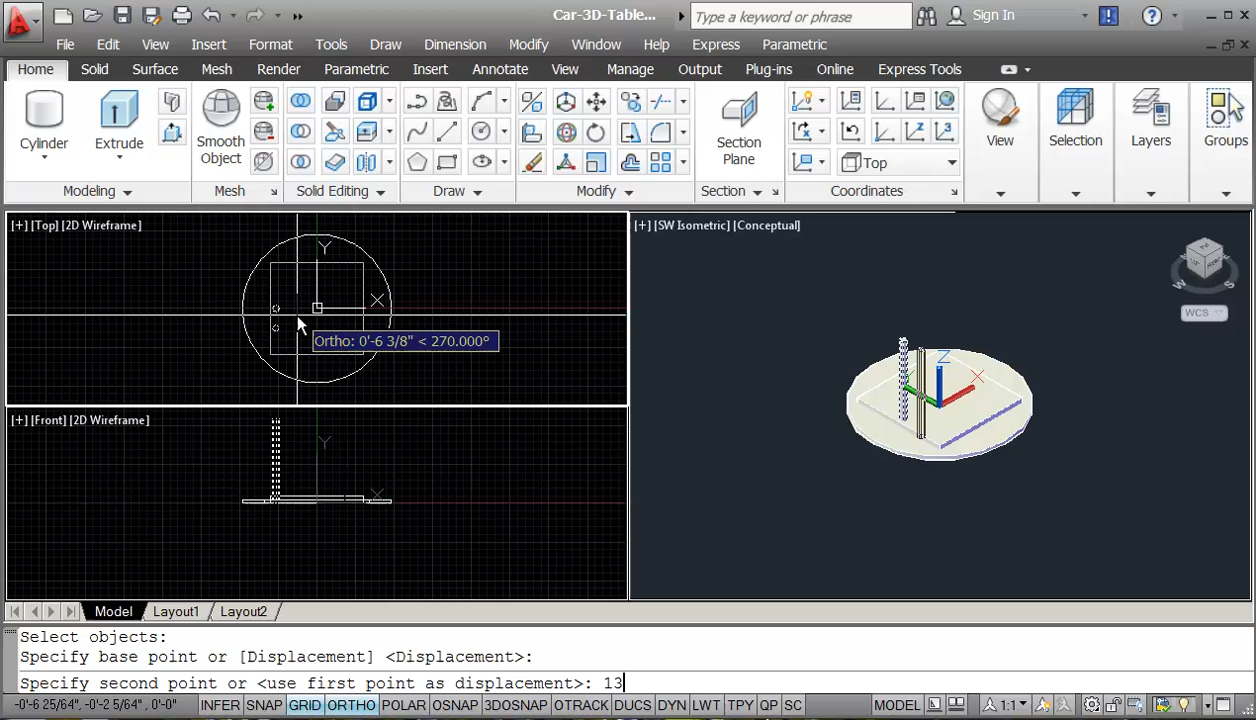 Car-3D-Table...
Type a keyword or phrase
Sign In
File Edit View Insert Format Tools Draw Dimension Modify Window Help Express Parametric
Home Solid Surface Mesh Render Parametric Insert Annotate View Manage Output Plug-ins Online Express Tools
Cylinder
Extrude
Smooth
Object
Section
Plane
Top
View
Selection
Layers
Groups
Modeling
Mesh
Solid Editing
Draw
Modify
Section
Coordinates
[+] [Top] [2D Wireframe]
Y
X
Ortho: 0'-6 3/8" < 270.000°
[+] [SW Isometric] [Conceptual]
W
S
WCS
Z
X
[+] [Front] [2D Wireframe]
Y
X
Model Layout1 Layout2
Select objects:
Specify base point or [Displacement] <Displacement>:
Specify second point or <use first point as displacement>: 13
-0'-6 25/64", -0'-2 5/64", 0'-0" INFER SNAP GRID ORTHO POLAR OSNAP 3DOSNAP OTRACK DUCS DYN LWT TPY QP SC MODEL 1:1